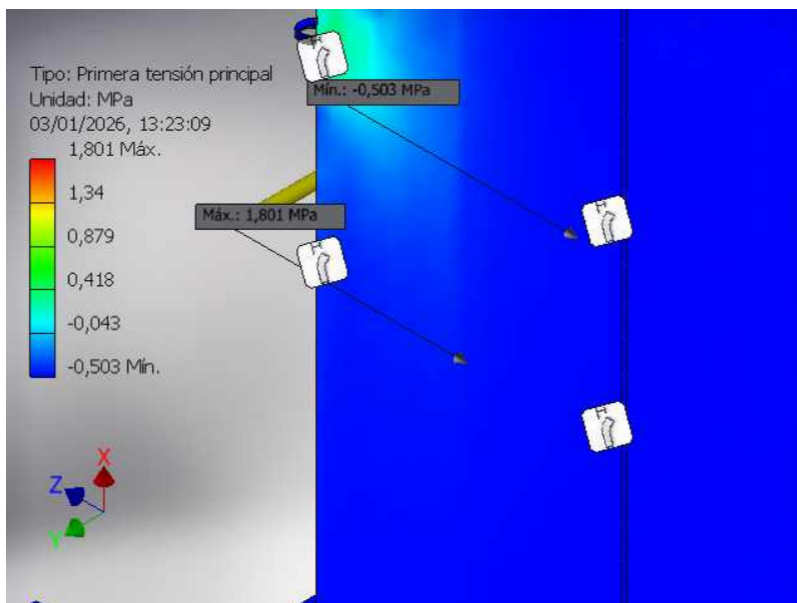 Tipo: Primera tensión principal
Unidad: MPa
03/01/2026, 13:23:09
1,801 Máx.
1,34
0,879
0,418
-0,043
-0,503 Mín.
Mín.: -0,503 MPa
Máx.: 1,801 MPa
X
Z
Y